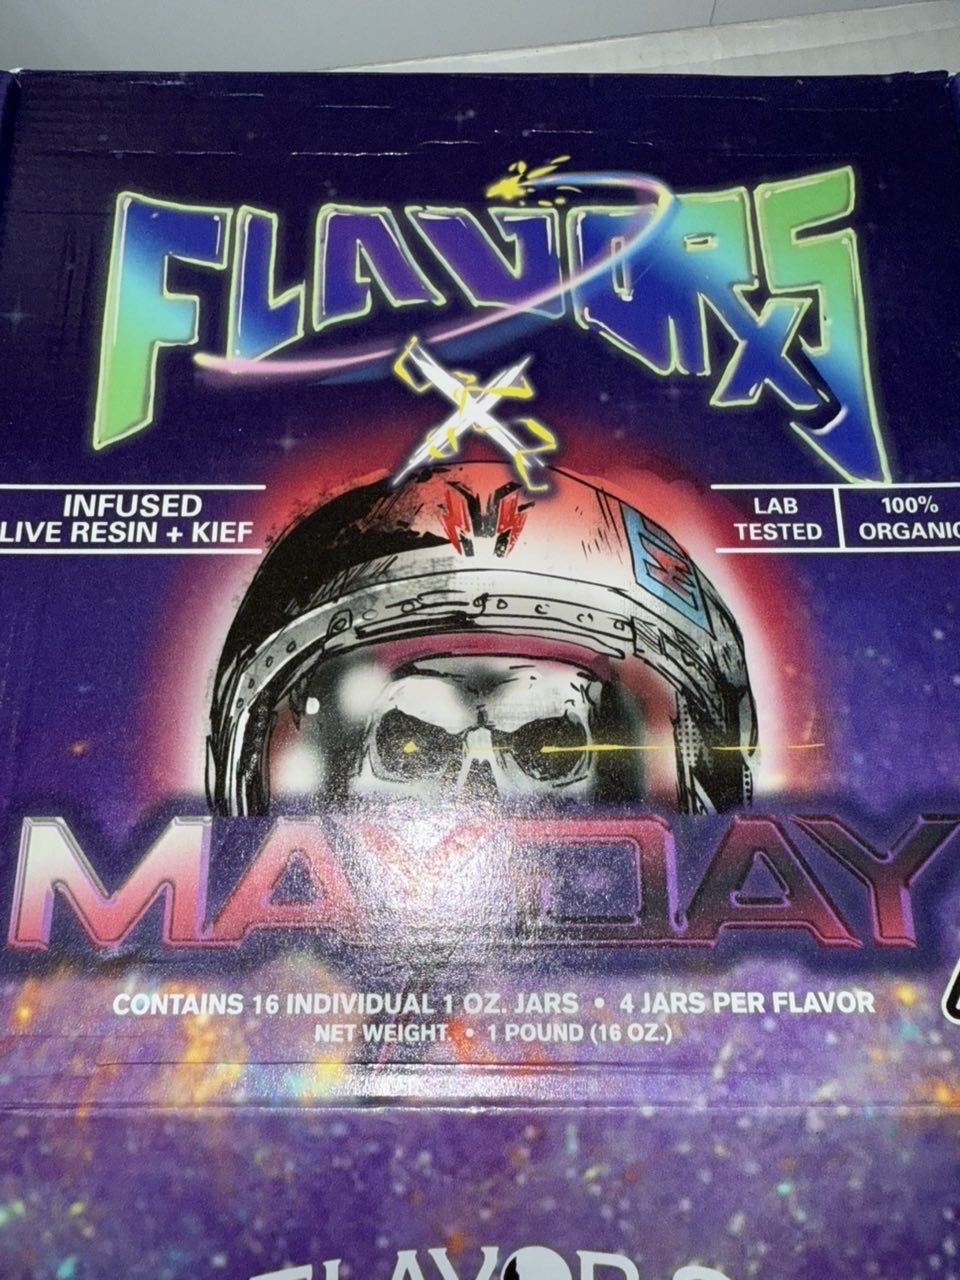 FLAVORS
X
X
INFUSED
LIVE RESIN + KIEF
LAB
TESTED
100%
ORGANIC
MAYDAY
CONTAINS 16 INDIVIDUAL 1 OZ. JARS • 4 JARS PER FLAVOR
NET WEIGHT. • 1 POUND (16 OZ.)
FLAVOR